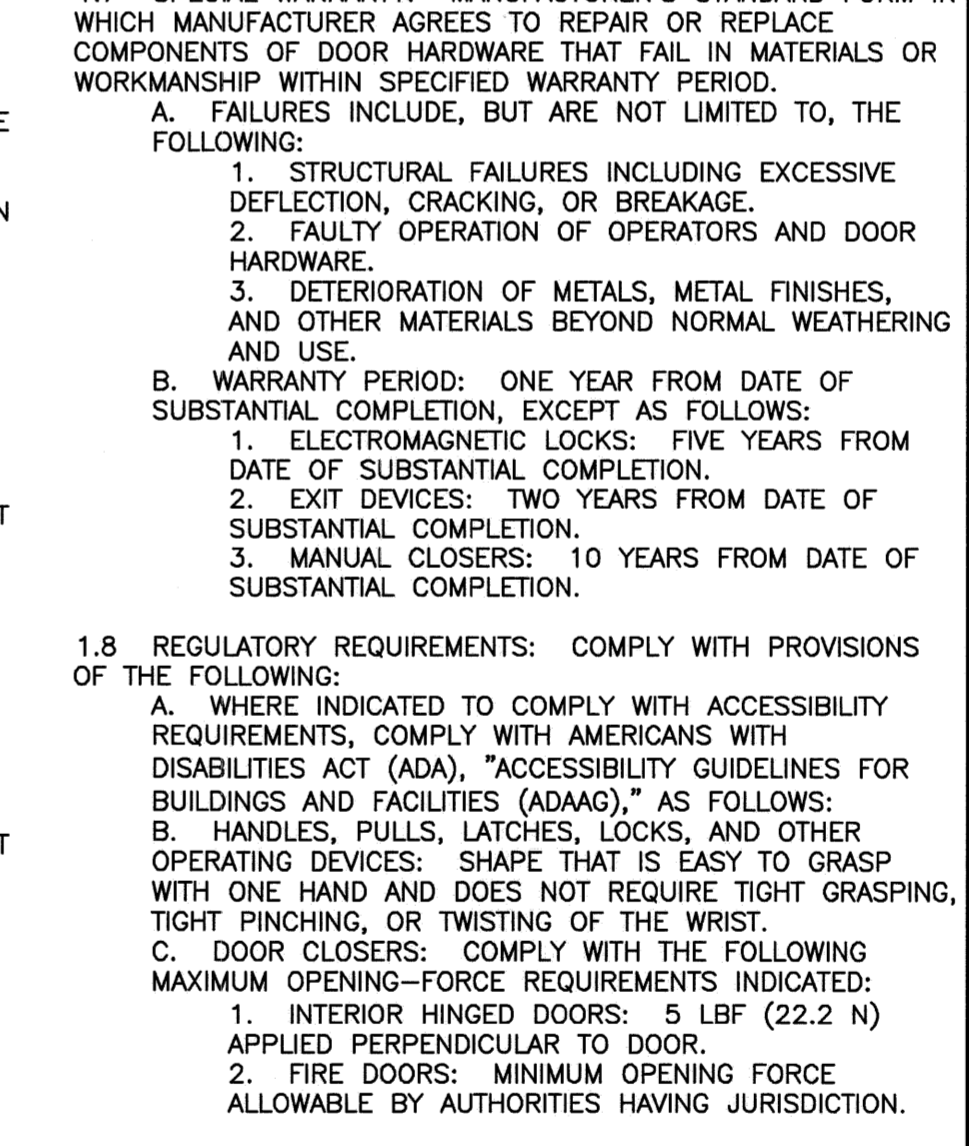 WHICH MANUFACTURER AGREES TO REPAIR OR REPLACE
COMPONENTS OF DOOR HARDWARE THAT FAIL IN MATERIALS OR
WORKMANSHIP WITHIN SPECIFIED WARRANTY PERIOD.
A. FAILURES INCLUDE, BUT ARE NOT LIMITED TO, THE
FOLLOWING:
1. STRUCTURAL FAILURES INCLUDING EXCESSIVE
DEFLECTION, CRACKING, OR BREAKAGE.
2. FAULTY OPERATION OF OPERATORS AND DOOR
HARDWARE.
3. DETERIORATION OF METALS, METAL FINISHES,
AND OTHER MATERIALS BEYOND NORMAL WEATHERING
AND USE.
B. WARRANTY PERIOD: ONE YEAR FROM DATE OF
SUBSTANTIAL COMPLETION, EXCEPT AS FOLLOWS:
1. ELECTROMAGNETIC LOCKS: FIVE YEARS FROM
DATE OF SUBSTANTIAL COMPLETION.
2. EXIT DEVICES: TWO YEARS FROM DATE OF
SUBSTANTIAL COMPLETION.
3. MANUAL CLOSERS: 10 YEARS FROM DATE OF
SUBSTANTIAL COMPLETION.
1.8 REGULATORY REQUIREMENTS: COMPLY WITH PROVISIONS
OF THE FOLLOWING:
A. WHERE INDICATED TO COMPLY WITH ACCESSIBILITY
REQUIREMENTS, COMPLY WITH AMERICANS WITH
DISABILITIES ACT (ADA), "ACCESSIBILITY GUIDELINES FOR
BUILDINGS AND FACILITIES (ADAAG)," AS FOLLOWS:
B. HANDLES, PULLS, LATCHES, LOCKS, AND OTHER
OPERATING DEVICES: SHAPE THAT IS EASY TO GRASP
WITH ONE HAND AND DOES NOT REQUIRE TIGHT GRASPING,
TIGHT PINCHING, OR TWISTING OF THE WRIST.
C. DOOR CLOSERS: COMPLY WITH THE FOLLOWING
MAXIMUM OPENING-FORCE REQUIREMENTS INDICATED:
1. INTERIOR HINGED DOORS: 5 LBF (22.2 N)
APPLIED PERPENDICULAR TO DOOR.
2. FIRE DOORS: MINIMUM OPENING FORCE
ALLOWABLE BY AUTHORITIES HAVING JURISDICTION.